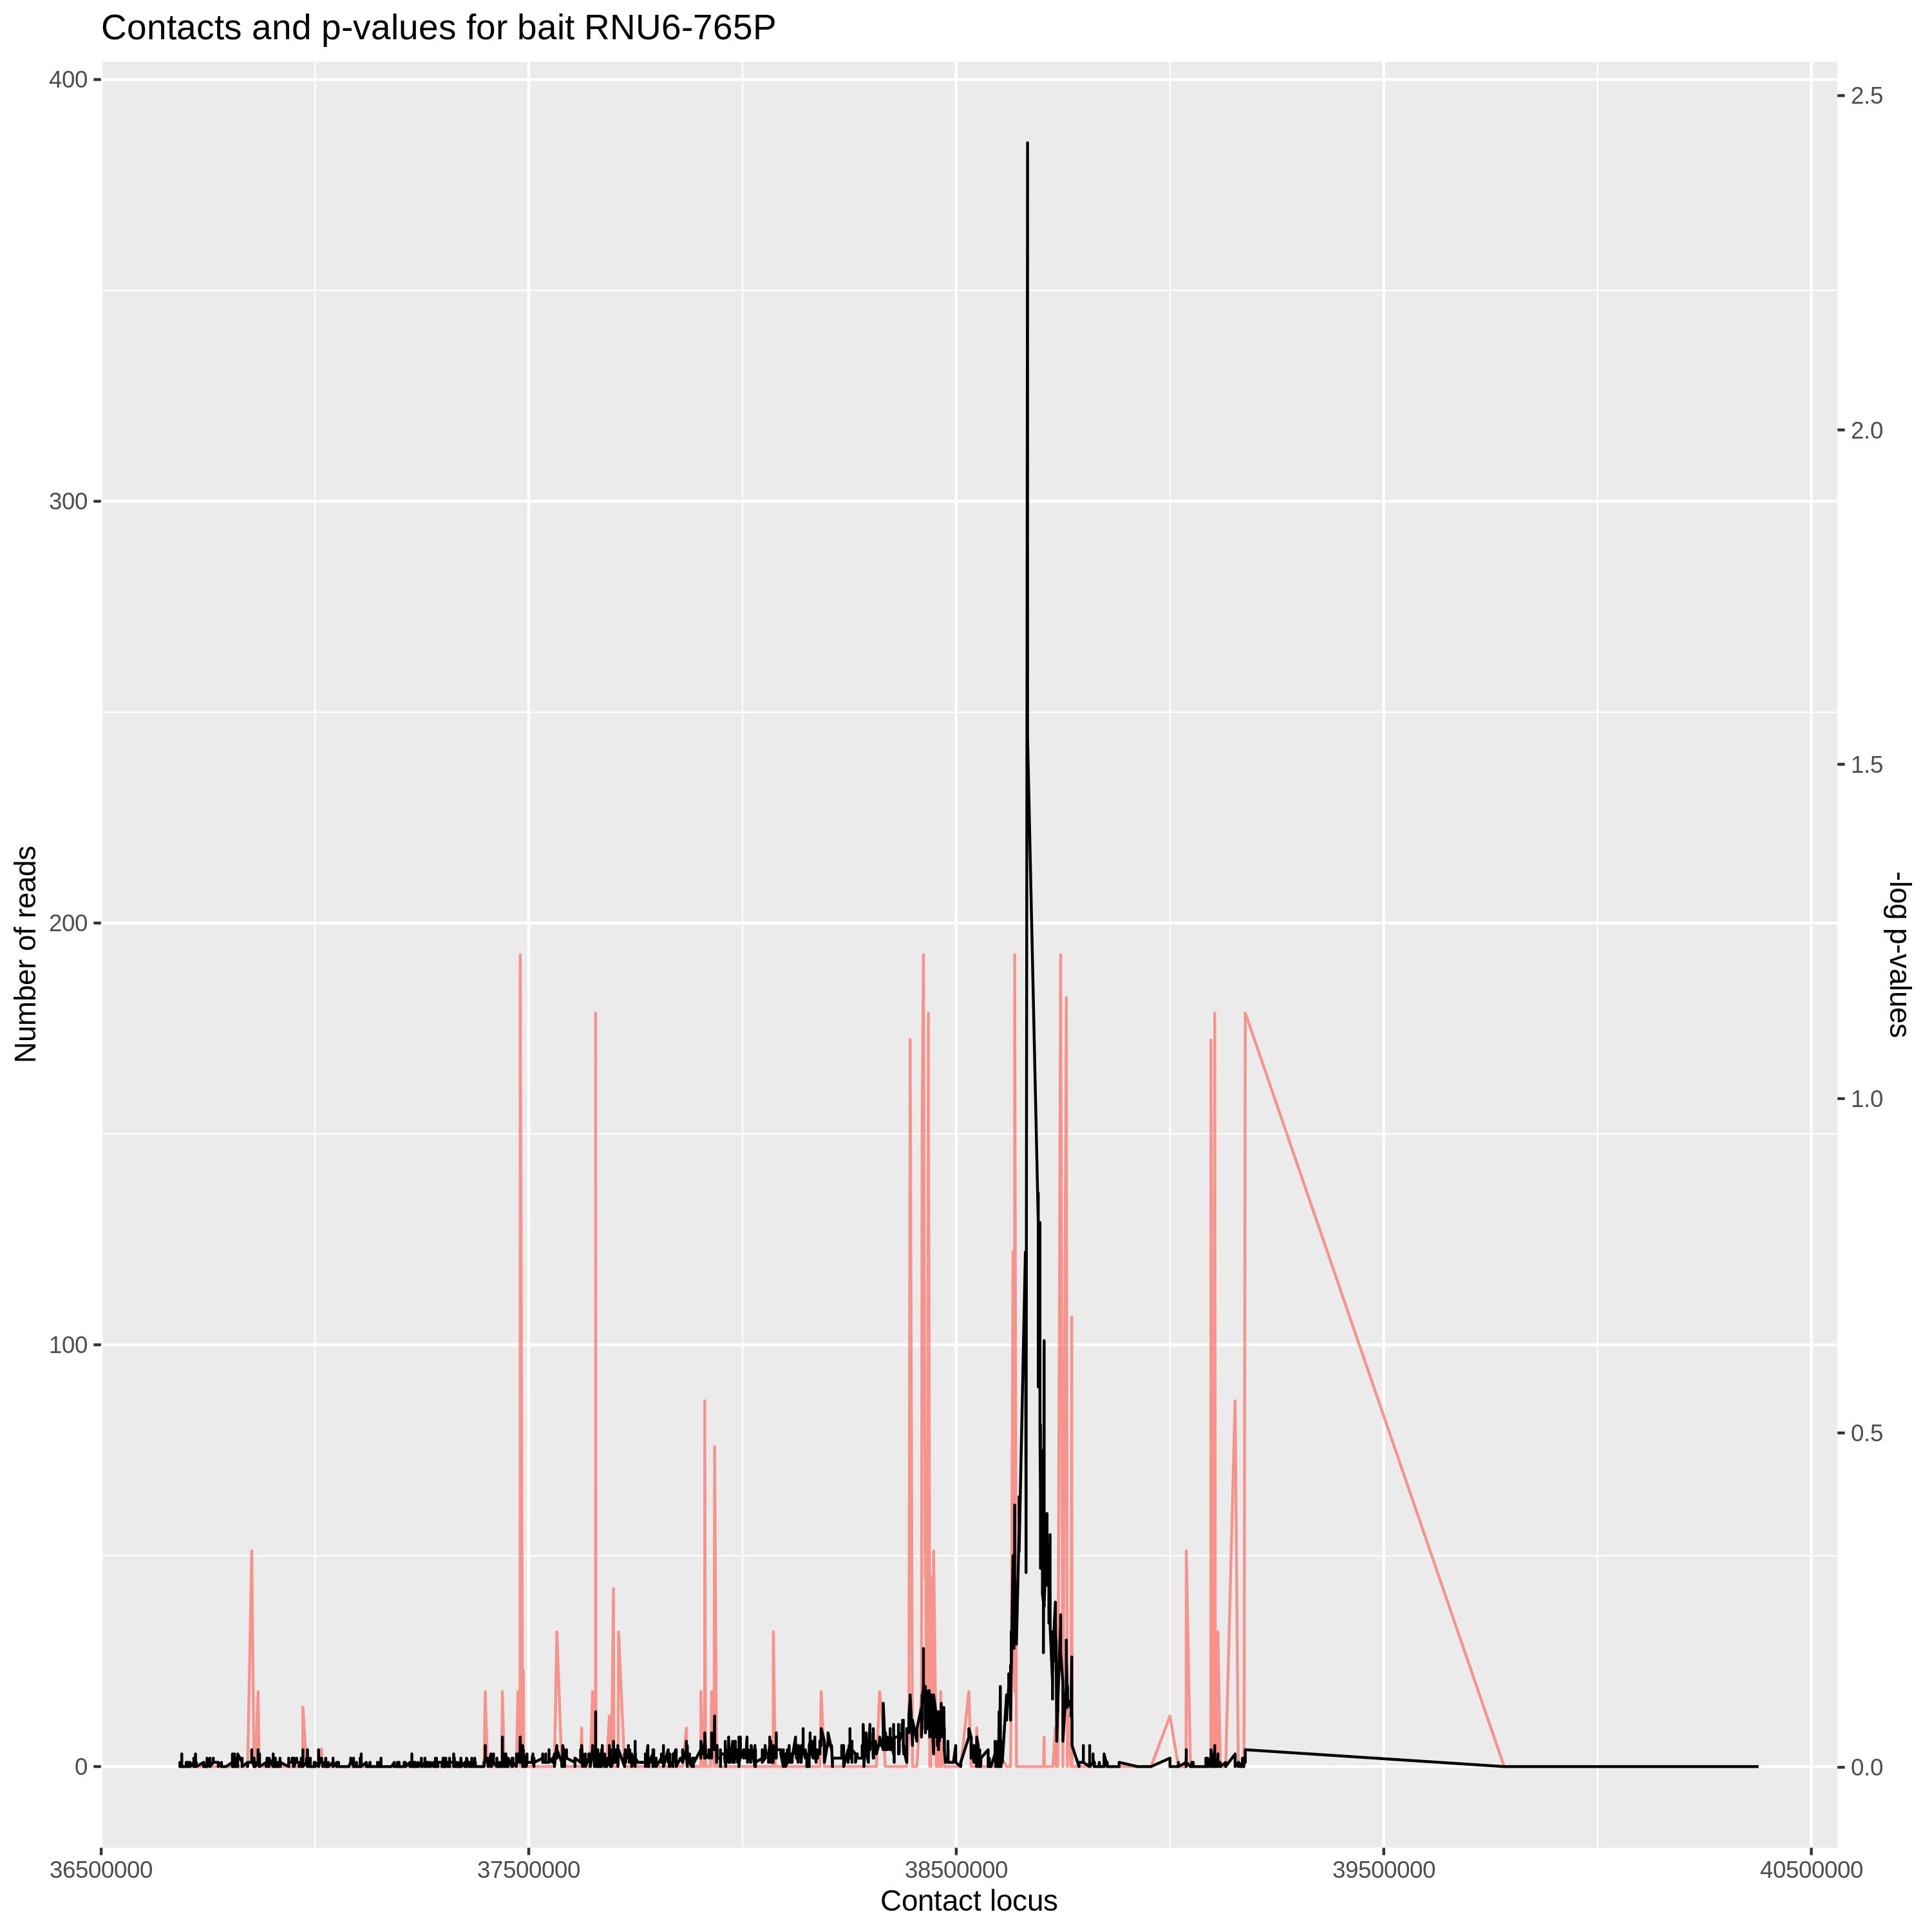 Contacts and p-values for bait RNU6-765P
400
300
200
100
0
Number of reads
2.5
2.0
1.5
1.0
0.5
0.0
-log p-values
36500000 37500000 38500000 39500000 40500000
Contact locus